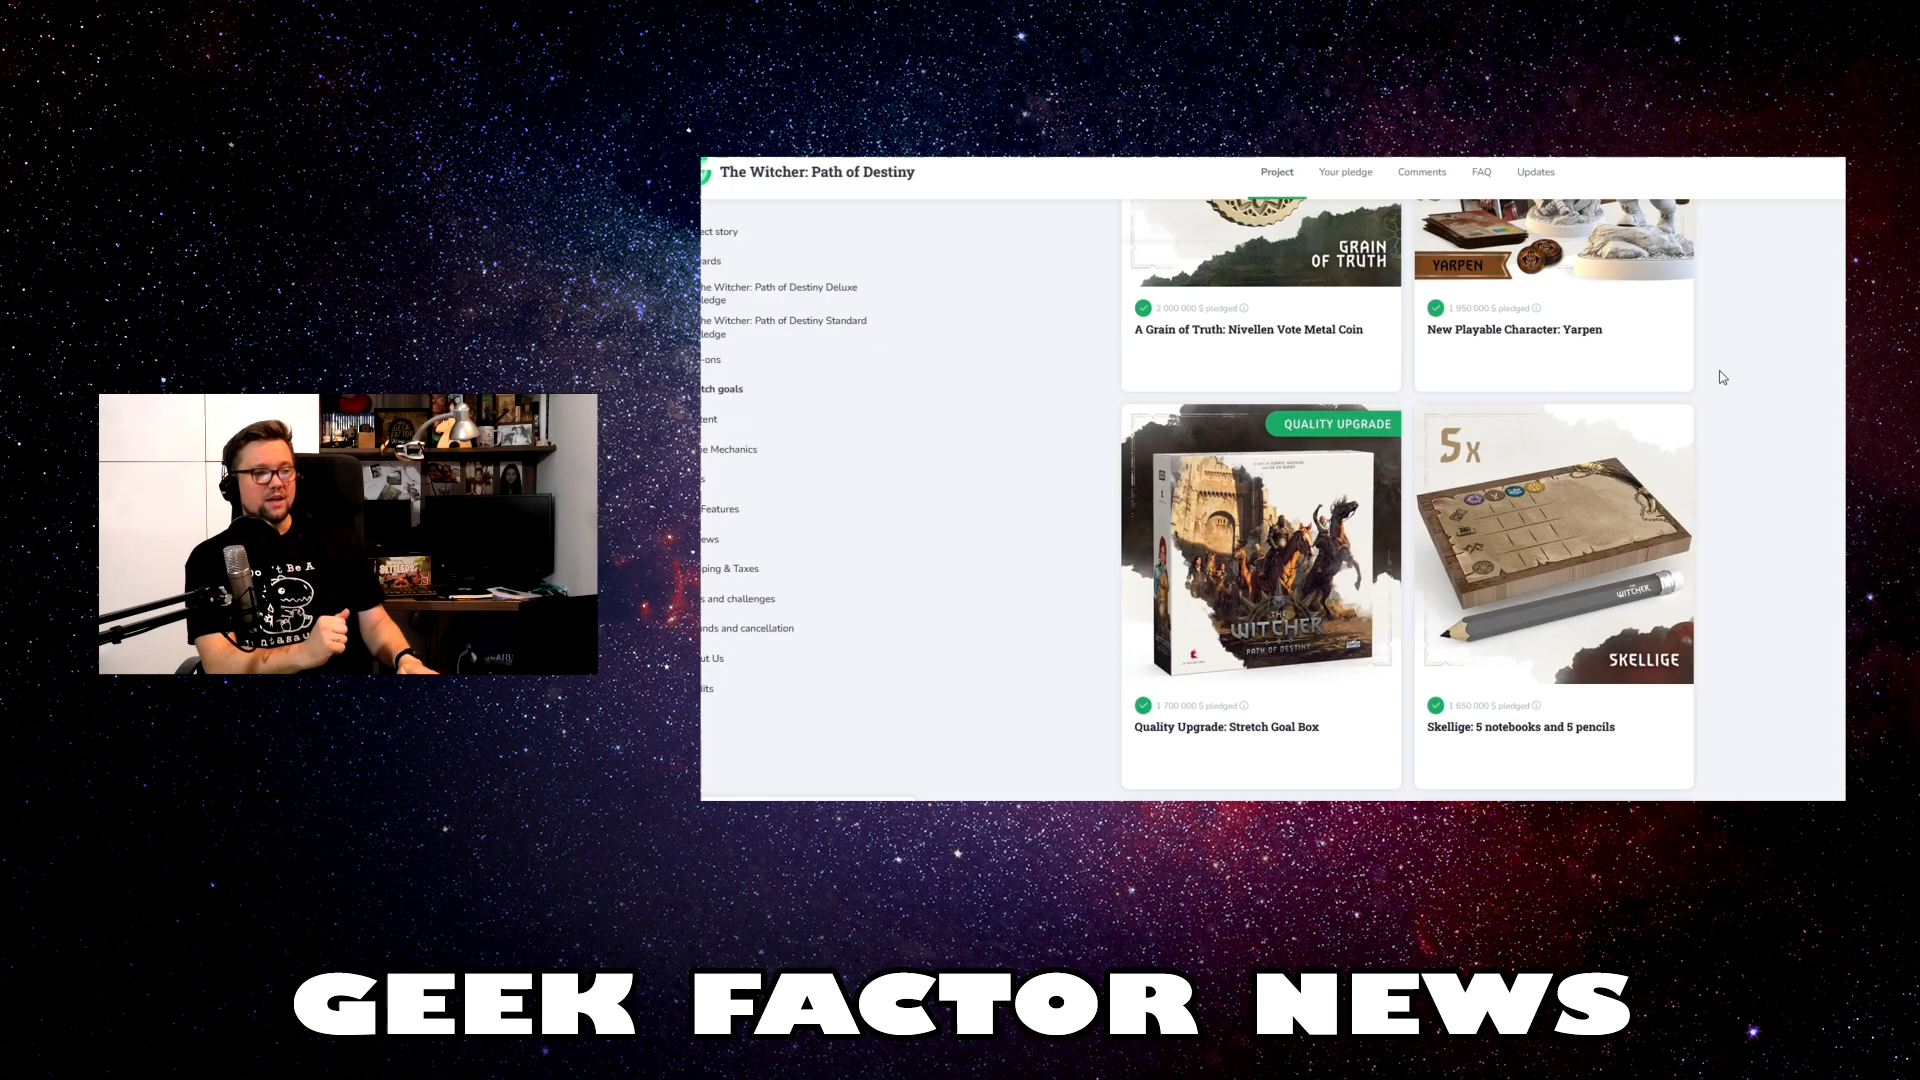 The Witcher: Path of Destiny
Project
Your pledge
Comments
FAQ
Updates
ect story
ards
he Witcher: Path of Destiny Deluxe
ledge
he Witcher: Path of Destiny Standard
ledge
-ons
tch goals
tent
e Mechanics
s
Features
ews
ping & Taxes
s and challenges
unds and cancellation
ut Us
dits
GRAIN
OF TRUTH
2 000 000 $ pledged
A Grain of Truth: Nivellen Vote Metal Coin
YARPEN
1 950 000 $ pledged
New Playable Character: Yarpen
QUALITY UPGRADE
THE
WITCHER
PATH OF DESTINY
1 700 000 $ pledged
Quality Upgrade: Stretch Goal Box
5x
THE
WITCHER
SKELLIGE
1 650 000 $ pledged
Skellige: 5 notebooks and 5 pencils
GEEK FACTOR NEWS